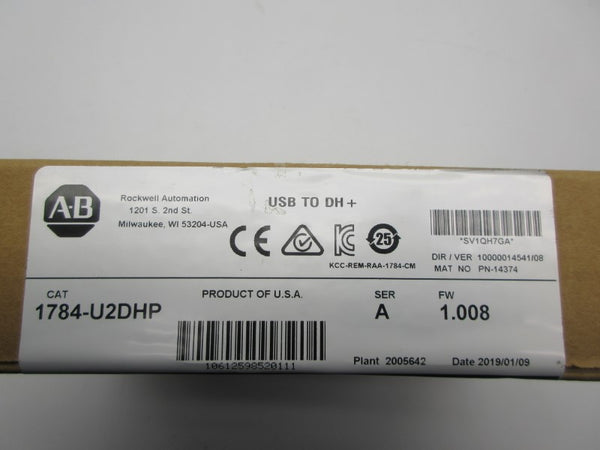 A-B
Rockwell Automation
1201 S. 2nd St.
Milwaukee, WI 53204-USA
USB TO DH +
CE
25
KCC-REM-RAA-1784-CM
*SV1QH7GA*
DIR / VER 10000014541/08
MAT NO PN-14374
CAT
1784-U2DHP
PRODUCT OF U.S.A.
10612598520111
SER
A
FW
1.008
Plant 2005642
Date 2019/01/09